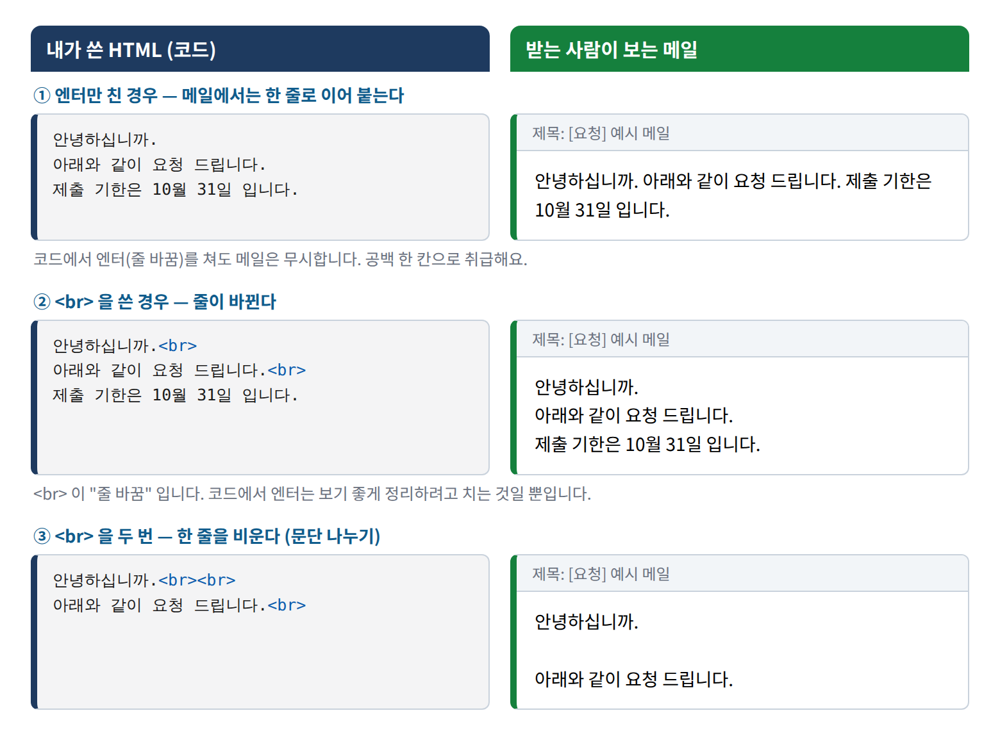 내가 쓴 HTML (코드)
받는 사람이 보는 메일
① 엔터만 친 경우 — 메일에서는 한 줄로 이어 붙는다
안녕하십니까.
아래와 같이 요청 드립니다.
제출 기한은 10월 31일 입니다.
제목: [요청] 예시 메일
안녕하십니까. 아래와 같이 요청 드립니다. 제출 기한은
10월 31일 입니다.
코드에서 엔터(줄 바꿈)를 쳐도 메일은 무시합니다. 공백 한 칸으로 취급해요.
② <br> 을 쓴 경우 — 줄이 바뀐다
안녕하십니까.<br>
아래와 같이 요청 드립니다.<br>
제출 기한은 10월 31일 입니다.
제목: [요청] 예시 메일
안녕하십니까.
아래와 같이 요청 드립니다.
제출 기한은 10월 31일 입니다.
<br> 이 "줄 바꿈" 입니다. 코드에서 엔터는 보기 좋게 정리하려고 치는 것일 뿐입니다.
③ <br> 을 두 번 — 한 줄을 비운다 (문단 나누기)
안녕하십니까.<br><br>
아래와 같이 요청 드립니다.<br>
제목: [요청] 예시 메일
안녕하십니까.
아래와 같이 요청 드립니다.